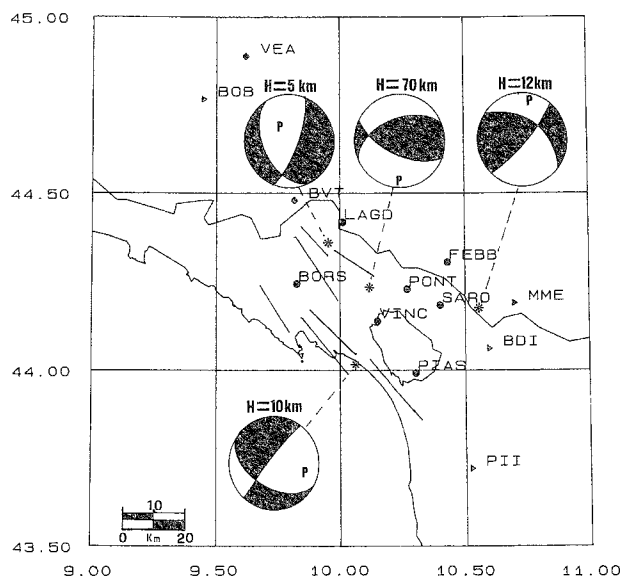 45.00
VEA
BOB
H=5 km
H=70 km
H=12km
P
P
P
44.50
BVT
LAGD
FEBB
BORS
PONT
SARO
MME
VINC
BDI
44.00
PZAS
H=10km
P
PII
10
0 Km 20
43.50
9.00 9.50 10.00 10.50 11.00